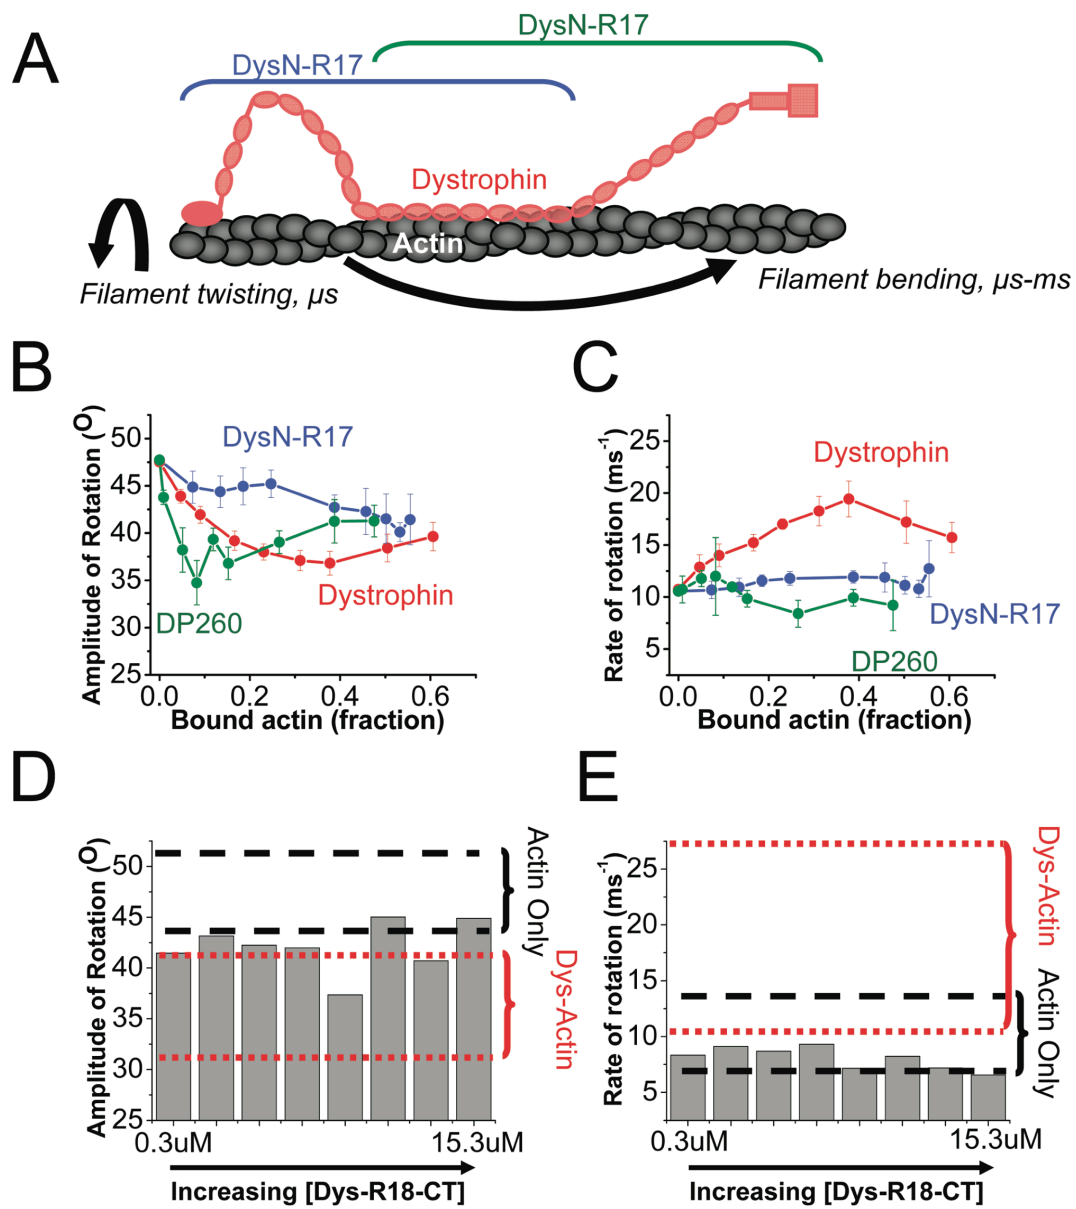 A
DysN-R17
DysN-R17
Dystrophin
Actin
Filament twisting, µs
Filament bending, µs-ms
B
Amplitude of Rotation (O)
50
45
40
35
30
25
DysN-R17
Dystrophin
DP260
0.0 0.2 0.4 0.6
Bound actin (fraction)
C
Rate of rotation (ms-1)
25
20
15
10
5
Dystrophin
DysN-R17
DP260
0.0 0.2 0.4 0.6
Bound actin (fraction)
D
Amplitude of Rotation (O)
50
45
40
35
30
25
Actin Only
Dys-Actin
0.3uM 15.3uM
Increasing [Dys-R18-CT]
E
Rate of rotation (ms-1)
25
20
15
10
5
Dys-Actin
Actin Only
0.3uM 15.3uM
Increasing [Dys-R18-CT]